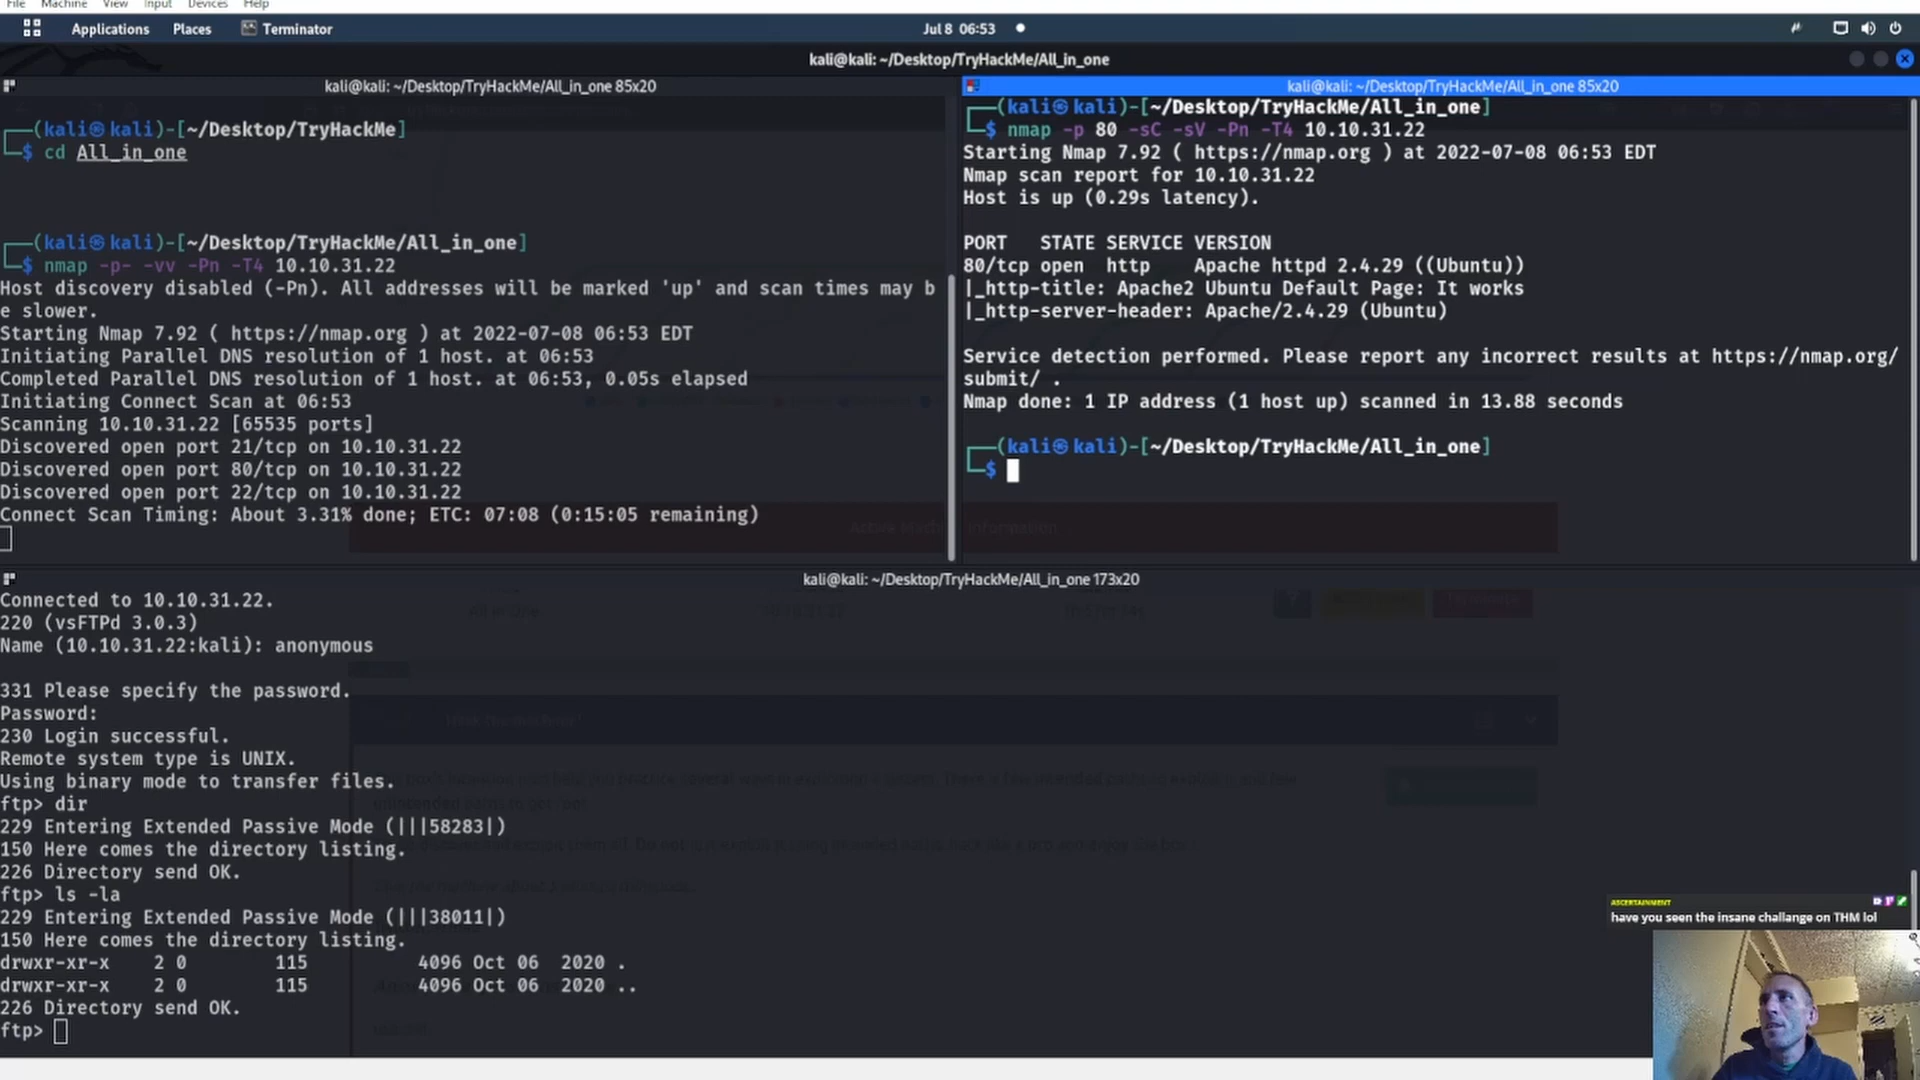 File Machine View Input Devices Help
Applications Places Terminator Jul 8 06:53
kali@kali: ~/Desktop/TryHackMe/All_in_one
kali@kali: ~/Desktop/TryHackMe/All_in_one 85x20
(kali㉿kali)-[~/Desktop/TryHackMe]
$ cd All_in_one
(kali㉿kali)-[~/Desktop/TryHackMe/All_in_one]
$ nmap -p- -vv -Pn -T4 10.10.31.22
Host discovery disabled (-Pn). All addresses will be marked 'up' and scan times may b
e slower.
Starting Nmap 7.92 ( https://nmap.org ) at 2022-07-08 06:53 EDT
Initiating Parallel DNS resolution of 1 host. at 06:53
Completed Parallel DNS resolution of 1 host. at 06:53, 0.05s elapsed
Initiating Connect Scan at 06:53
Scanning 10.10.31.22 [65535 ports]
Discovered open port 21/tcp on 10.10.31.22
Discovered open port 80/tcp on 10.10.31.22
Discovered open port 22/tcp on 10.10.31.22
Connect Scan Timing: About 3.31% done; ETC: 07:08 (0:15:05 remaining)
kali@kali: ~/Desktop/TryHackMe/All_in_one 85x20
(kali㉿kali)-[~/Desktop/TryHackMe/All_in_one]
$ nmap -p 80 -sC -sV -Pn -T4 10.10.31.22
Starting Nmap 7.92 ( https://nmap.org ) at 2022-07-08 06:53 EDT
Nmap scan report for 10.10.31.22
Host is up (0.29s latency).
PORT STATE SERVICE VERSION
80/tcp open http Apache httpd 2.4.29 ((Ubuntu))
|_http-title: Apache2 Ubuntu Default Page: It works
|_http-server-header: Apache/2.4.29 (Ubuntu)
Service detection performed. Please report any incorrect results at https://nmap.org/
submit/ .
Nmap done: 1 IP address (1 host up) scanned in 13.88 seconds
(kali㉿kali)-[~/Desktop/TryHackMe/All_in_one]
$
kali@kali: ~/Desktop/TryHackMe/All_in_one 173x20
Connected to 10.10.31.22.
220 (vsFTPd 3.0.3)
Name (10.10.31.22:kali): anonymous
331 Please specify the password.
Password:
230 Login successful.
Remote system type is UNIX.
Using binary mode to transfer files.
ftp> dir
229 Entering Extended Passive Mode (|||58283|)
150 Here comes the directory listing.
226 Directory send OK.
ftp> ls -la
229 Entering Extended Passive Mode (|||38011|)
150 Here comes the directory listing.
drwxr-xr-x 2 0 115 4096 Oct 06 2020 .
drwxr-xr-x 2 0 115 4096 Oct 06 2020 ..
226 Directory send OK.
ftp>
ASCERTAINMENT
have you seen the insane challange on THM lol